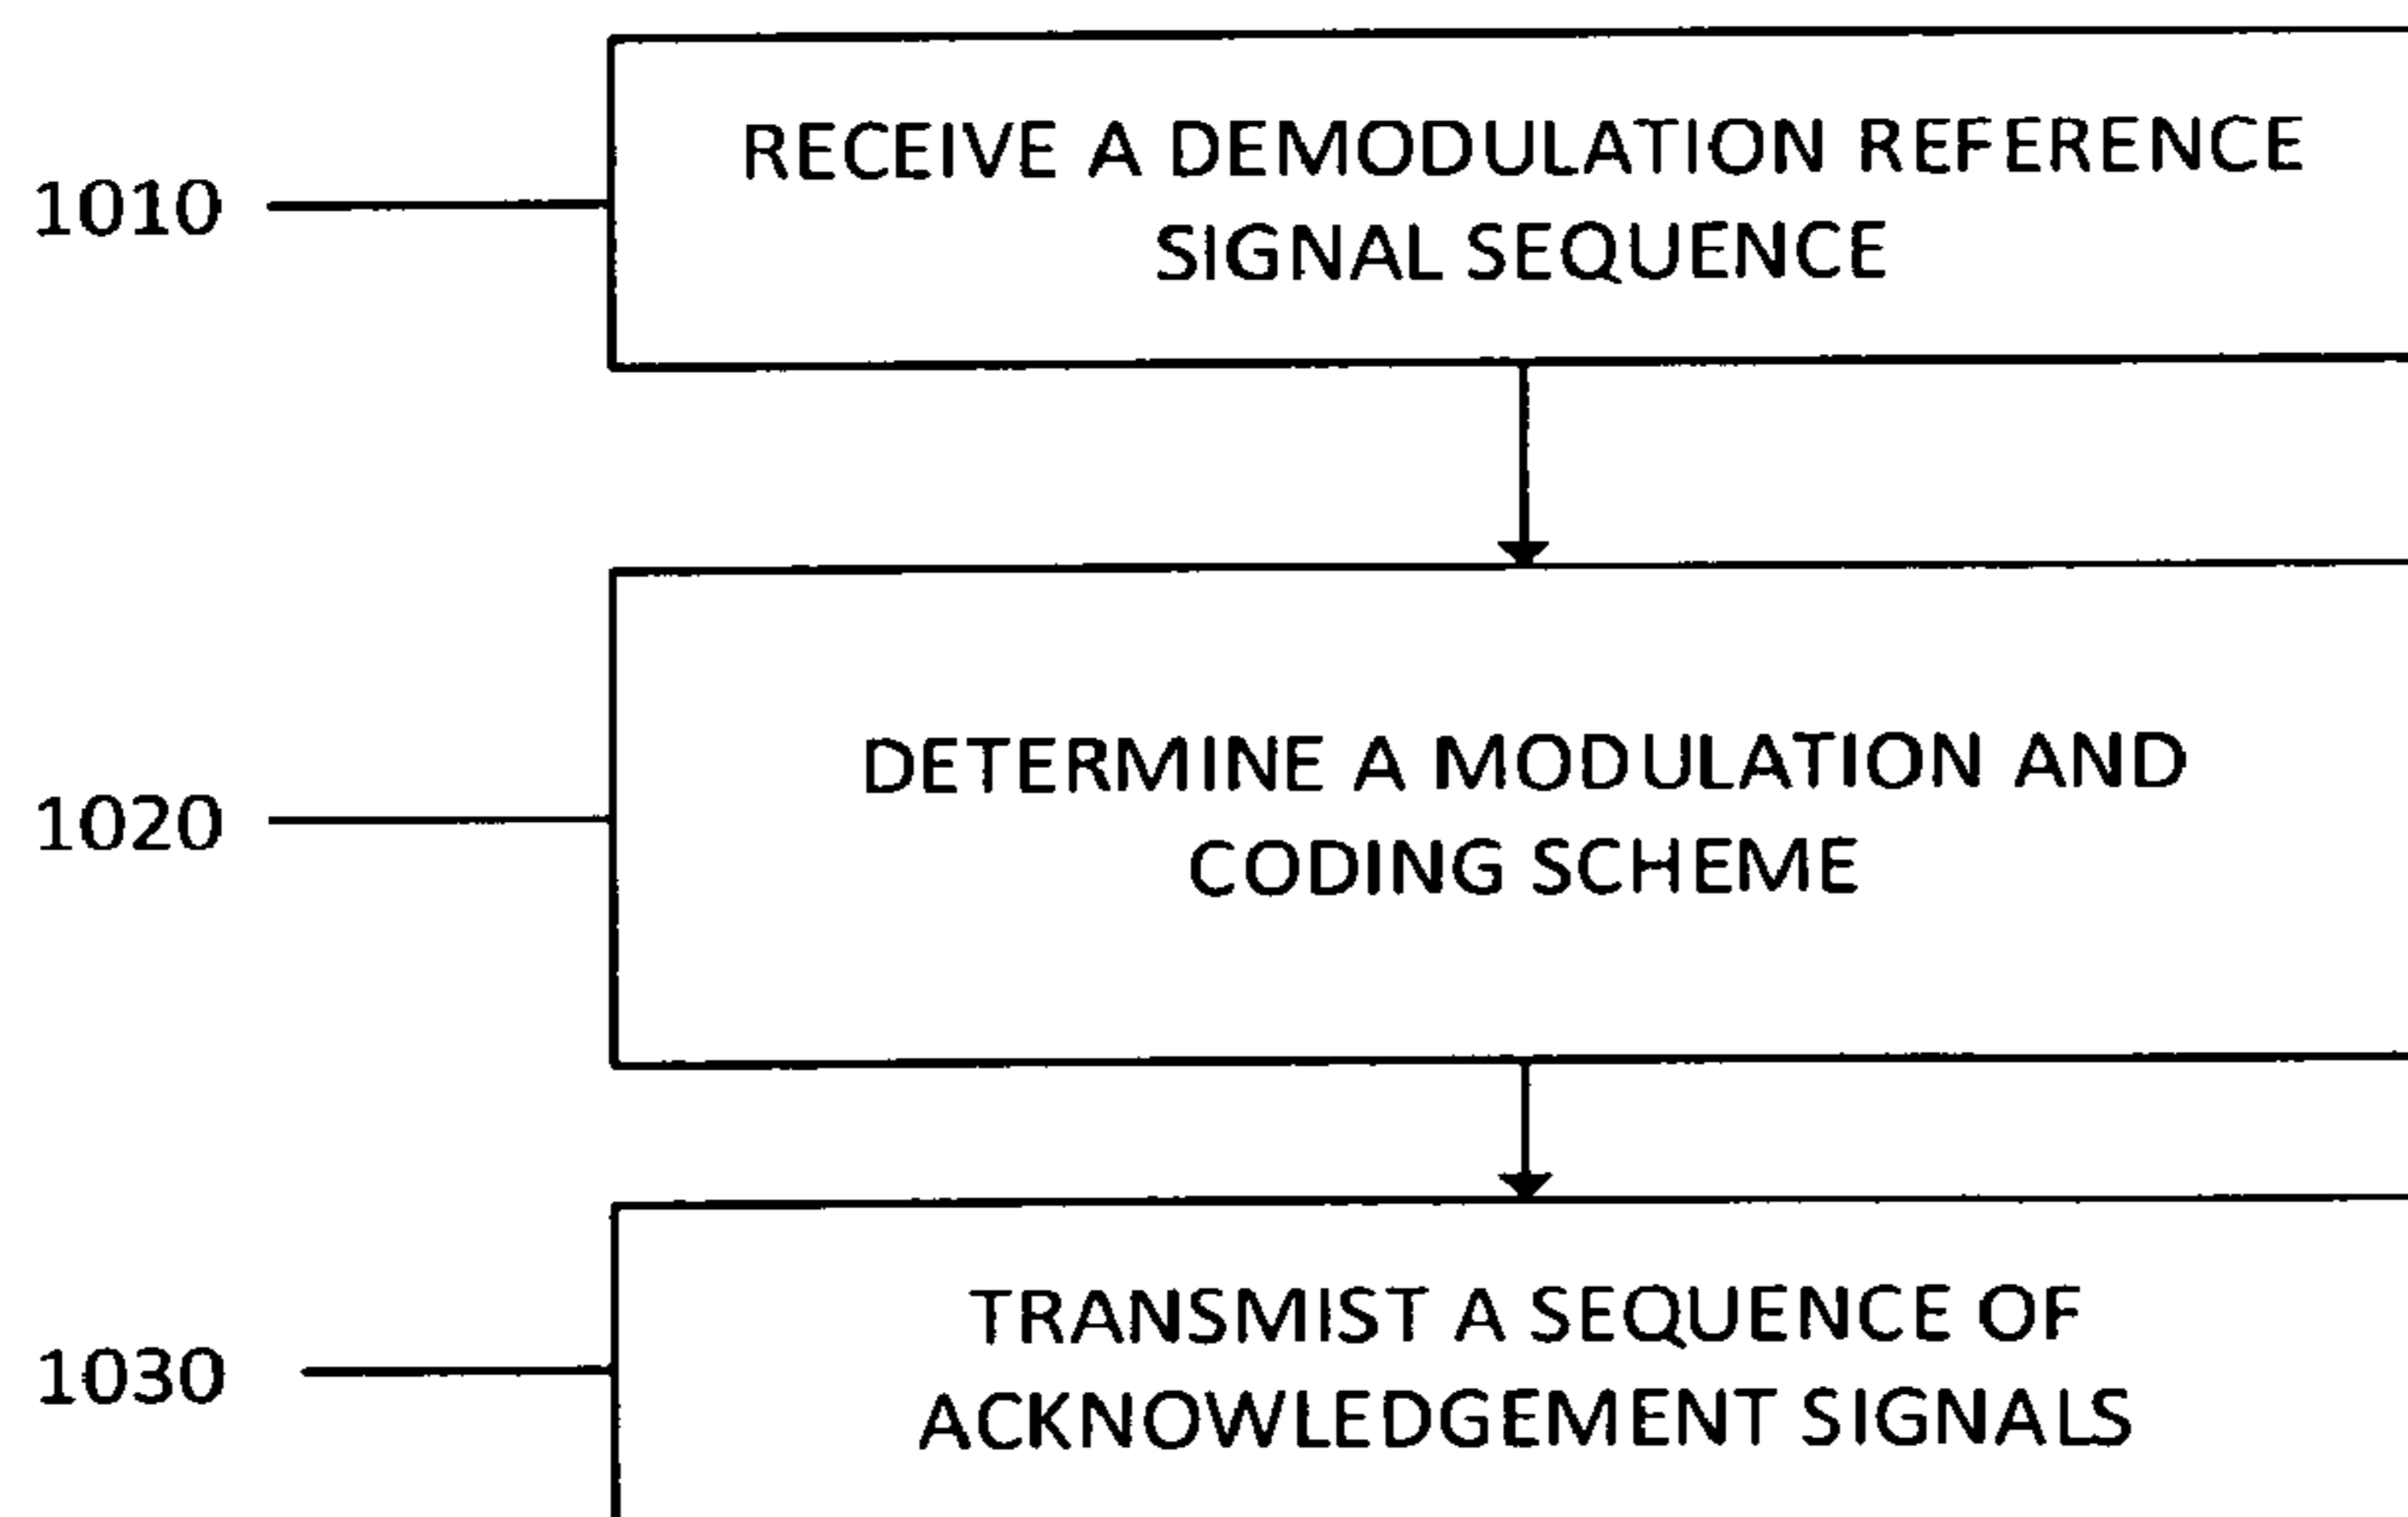 1010
RECEIVE A DEMODULATION REFERENCE
SIGNAL SEQUENCE
1020
DETERMINE A MODULATION AND
CODING SCHEME
1030
TRANSMIST A SEQUENCE OF
ACKNOWLEDGEMENT SIGNALS